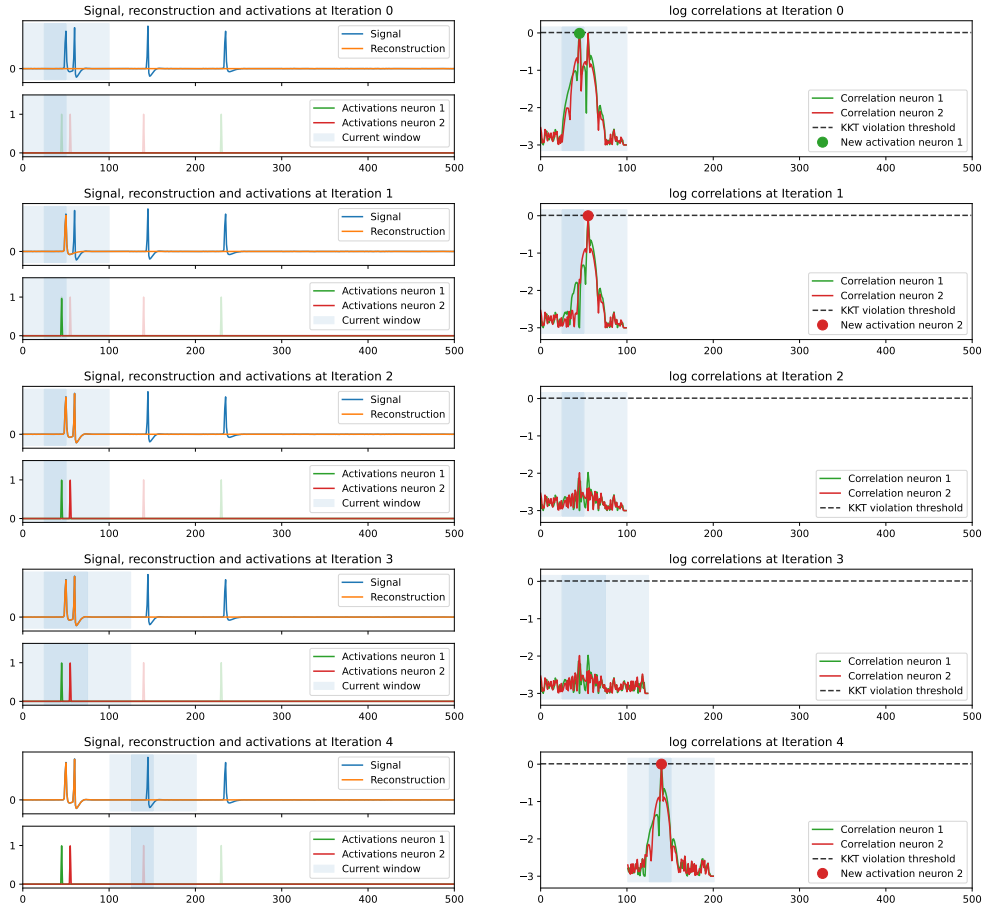 Signal, reconstruction and activations at Iteration 0
0
Signal
Reconstruction
1
0
Activations neuron 1
Activations neuron 2
Current window
0 100 200 300 400 500
log correlations at Iteration 0
0
−1
−2
−3
Correlation neuron 1
Correlation neuron 2
KKT violation threshold
New activation neuron 1
0 100 200 300 400 500
Signal, reconstruction and activations at Iteration 1
0
Signal
Reconstruction
1
0
Activations neuron 1
Activations neuron 2
Current window
0 100 200 300 400 500
log correlations at Iteration 1
0
−1
−2
−3
Correlation neuron 1
Correlation neuron 2
KKT violation threshold
New activation neuron 2
0 100 200 300 400 500
Signal, reconstruction and activations at Iteration 2
0
Signal
Reconstruction
1
0
Activations neuron 1
Activations neuron 2
Current window
0 100 200 300 400 500
log correlations at Iteration 2
0
−1
−2
−3
Correlation neuron 1
Correlation neuron 2
KKT violation threshold
0 100 200 300 400 500
Signal, reconstruction and activations at Iteration 3
0
Signal
Reconstruction
1
0
Activations neuron 1
Activations neuron 2
Current window
0 100 200 300 400 500
log correlations at Iteration 3
0
−1
−2
−3
Correlation neuron 1
Correlation neuron 2
KKT violation threshold
0 100 200 300 400 500
Signal, reconstruction and activations at Iteration 4
0
Signal
Reconstruction
1
0
Activations neuron 1
Activations neuron 2
Current window
0 100 200 300 400 500
log correlations at Iteration 4
0
−1
−2
−3
Correlation neuron 1
Correlation neuron 2
KKT violation threshold
New activation neuron 2
0 100 200 300 400 500